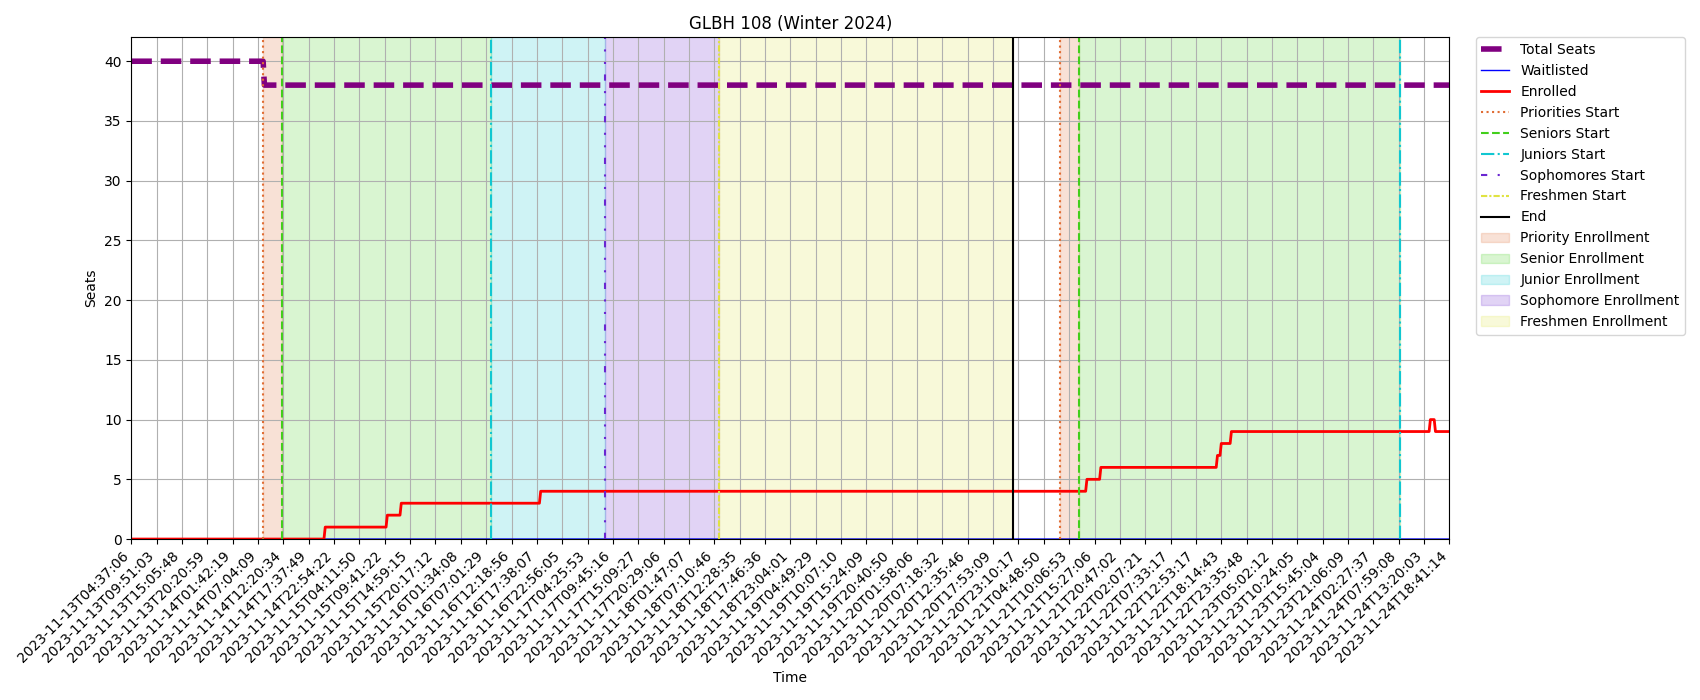 GLBH 108 (Winter 2024)
Seats
40
35
30
25
20
15
10
5
0
2023-11-13T04:37:06
2023-11-13T09:51:03
2023-11-13T15:05:48
2023-11-13T20:20:59
2023-11-14T01:42:19
2023-11-14T07:04:09
2023-11-14T12:20:34
2023-11-14T17:37:49
2023-11-14T22:54:22
2023-11-15T04:11:50
2023-11-15T09:41:22
2023-11-15T14:59:15
2023-11-15T20:17:12
2023-11-16T01:34:08
2023-11-16T07:01:29
2023-11-16T12:18:56
2023-11-16T17:38:07
2023-11-16T22:56:05
2023-11-17T04:25:53
2023-11-17T09:45:16
2023-11-17T15:09:27
2023-11-17T20:29:06
2023-11-18T01:47:07
2023-11-18T07:10:46
2023-11-18T12:28:35
2023-11-18T17:46:30
2023-11-18T23:04:01
2023-11-19T04:49:29
2023-11-19T10:07:10
2023-11-19T15:24:09
2023-11-19T20:40:50
2023-11-20T01:58:06
2023-11-20T07:18:32
2023-11-20T12:35:46
2023-11-20T17:53:09
2023-11-20T23:10:17
2023-11-21T04:48:50
2023-11-21T10:06:53
2023-11-21T15:27:06
2023-11-21T20:47:02
2023-11-22T02:07:21
2023-11-22T07:33:17
2023-11-22T12:53:17
2023-11-22T18:14:43
2023-11-22T23:35:48
2023-11-23T05:02:12
2023-11-23T10:24:05
2023-11-23T15:45:04
2023-11-23T21:06:09
2023-11-24T02:27:37
2023-11-24T07:59:08
2023-11-24T13:20:03
2023-11-24T18:41:14
Time
Total Seats
Waitlisted
Enrolled
Priorities Start
Seniors Start
Juniors Start
Sophomores Start
Freshmen Start
End
Priority Enrollment
Senior Enrollment
Junior Enrollment
Sophomore Enrollment
Freshmen Enrollment